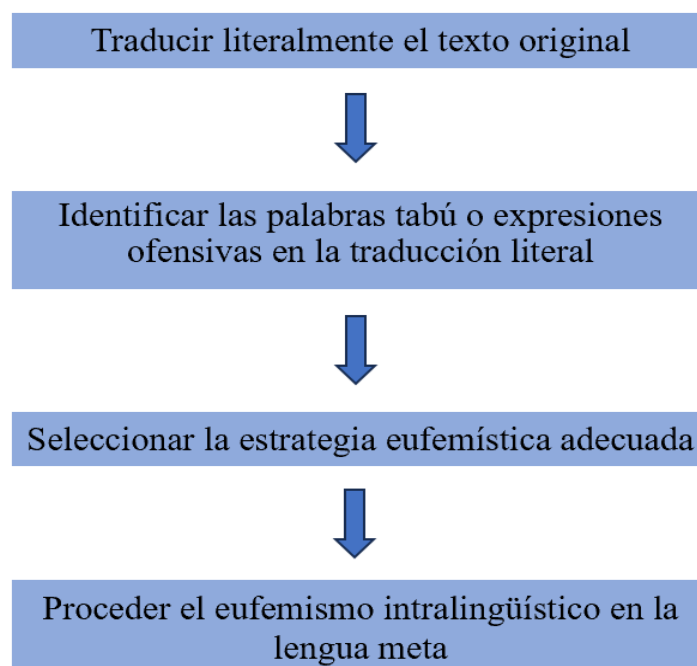 Traducir literalmente el texto original
Identificar las palabras tabú o expresiones
ofensivas en la traducción literal
Seleccionar la estrategia eufemística adecuada
Proceder el eufemismo intralingüístico en la
lengua meta